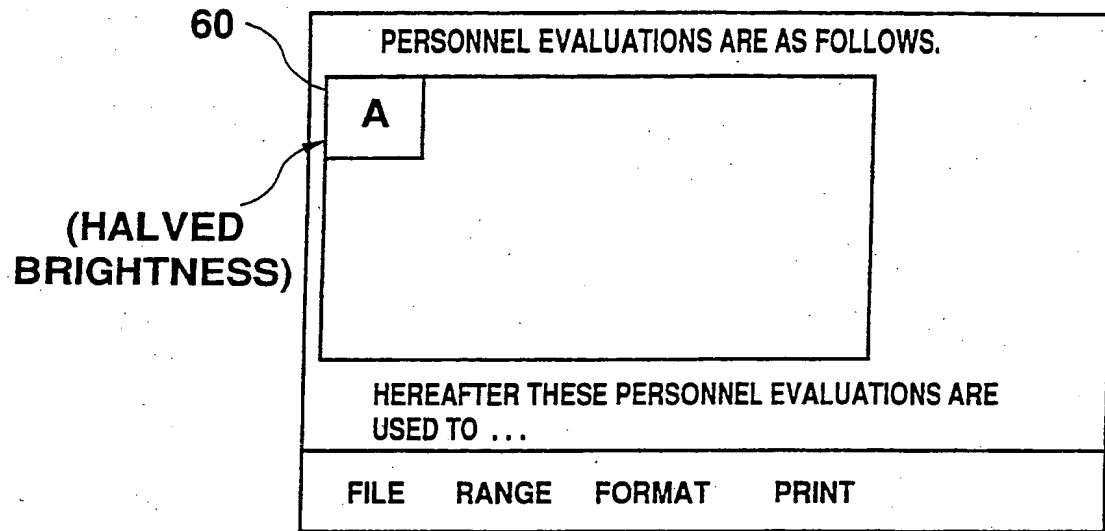 60
PERSONNEL EVALUATIONS ARE AS FOLLOWS.
A
(HALVED
BRIGHTNESS)
HEREAFTER THESE PERSONNEL EVALUATIONS ARE
USED TO ...
FILE RANGE FORMAT PRINT